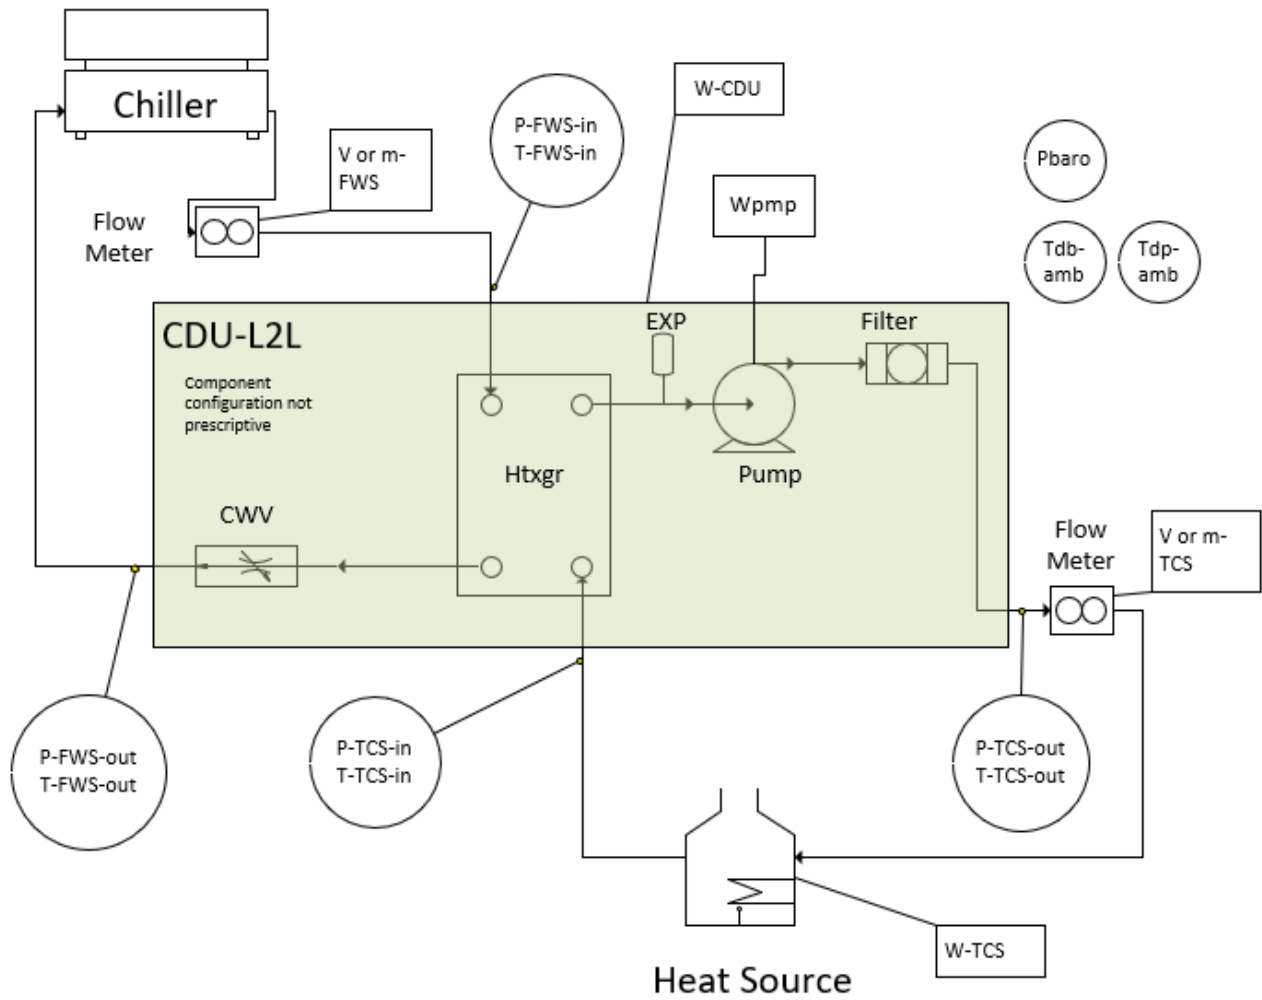 Chiller
W-CDU
P-FWS-in
T-FWS-in
V or m-
FWS
Pbaro
Wpmp
Flow
Meter
Tdb-
amb
Tdp-
amb
CDU-L2L
EXP
Filter
Component
configuration not
prescriptive
Htxgr
Pump
CWV
Flow
Meter
V or m-
TCS
P-FWS-out
T-FWS-out
P-TCS-in
T-TCS-in
P-TCS-out
T-TCS-out
W-TCS
Heat Source